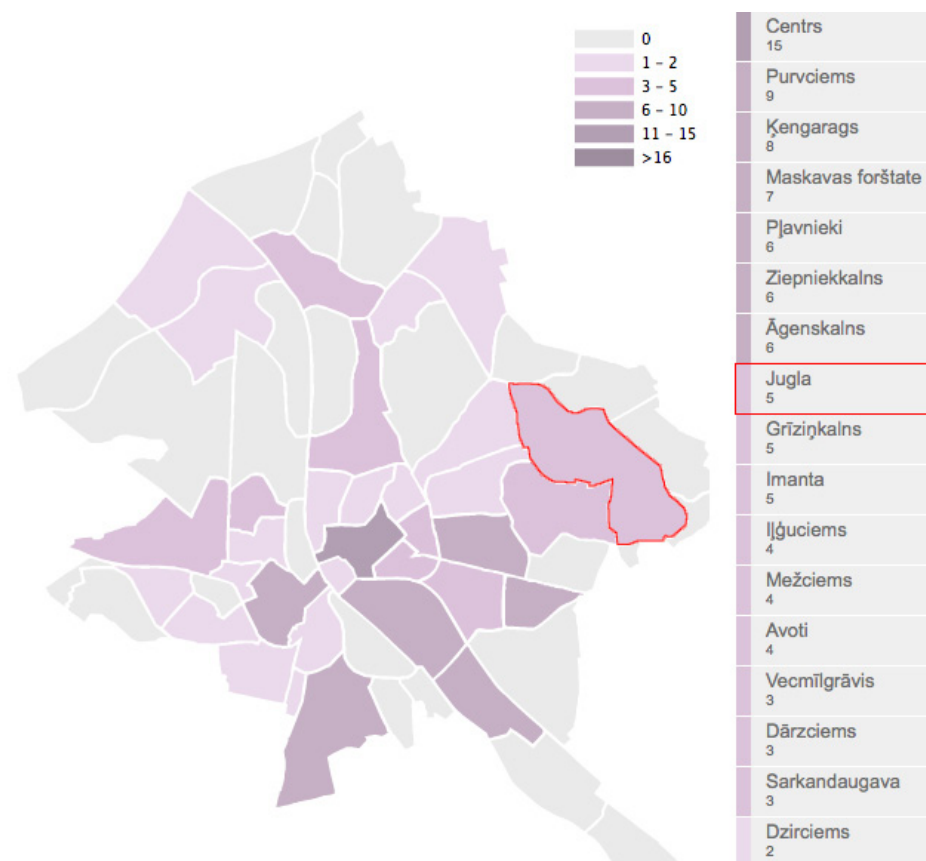 0
1 – 2
3 – 5
6 – 10
11 – 15
>16
Centrs
15
Purvciems
9
Ķengarags
8
Maskavas forštate
7
Pļavnieki
6
Ziepniekkalns
6
Āgenskalns
6
Jugla
5
Grīziņkalns
5
Imanta
5
Iļģuciems
4
Mežciems
4
Avoti
4
Vecmīlgrāvis
3
Dārzciems
3
Sarkandaugava
3
Dzirciems
2